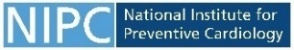 NIPC
National Institute for
Preventive Cardiology